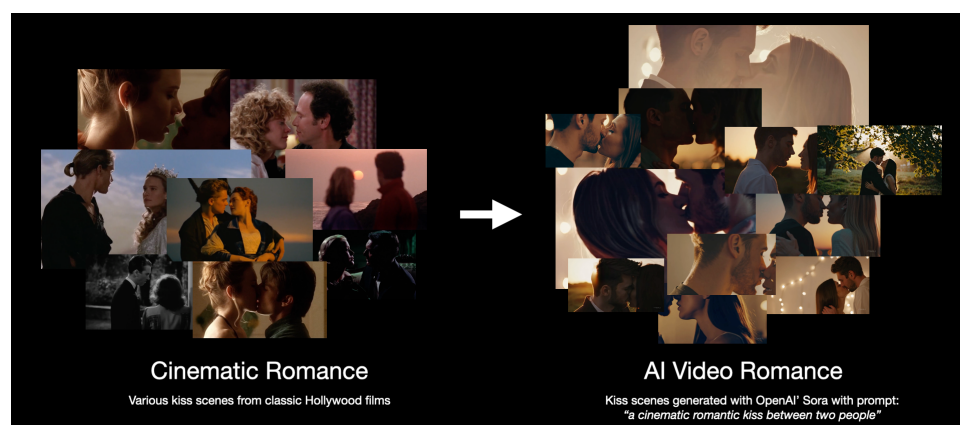 Cinematic Romance
Various kiss scenes from classic Hollywood films
AI Video Romance
Kiss scenes generated with OpenAI' Sora with prompt:
"a cinematic romantic kiss between two people"